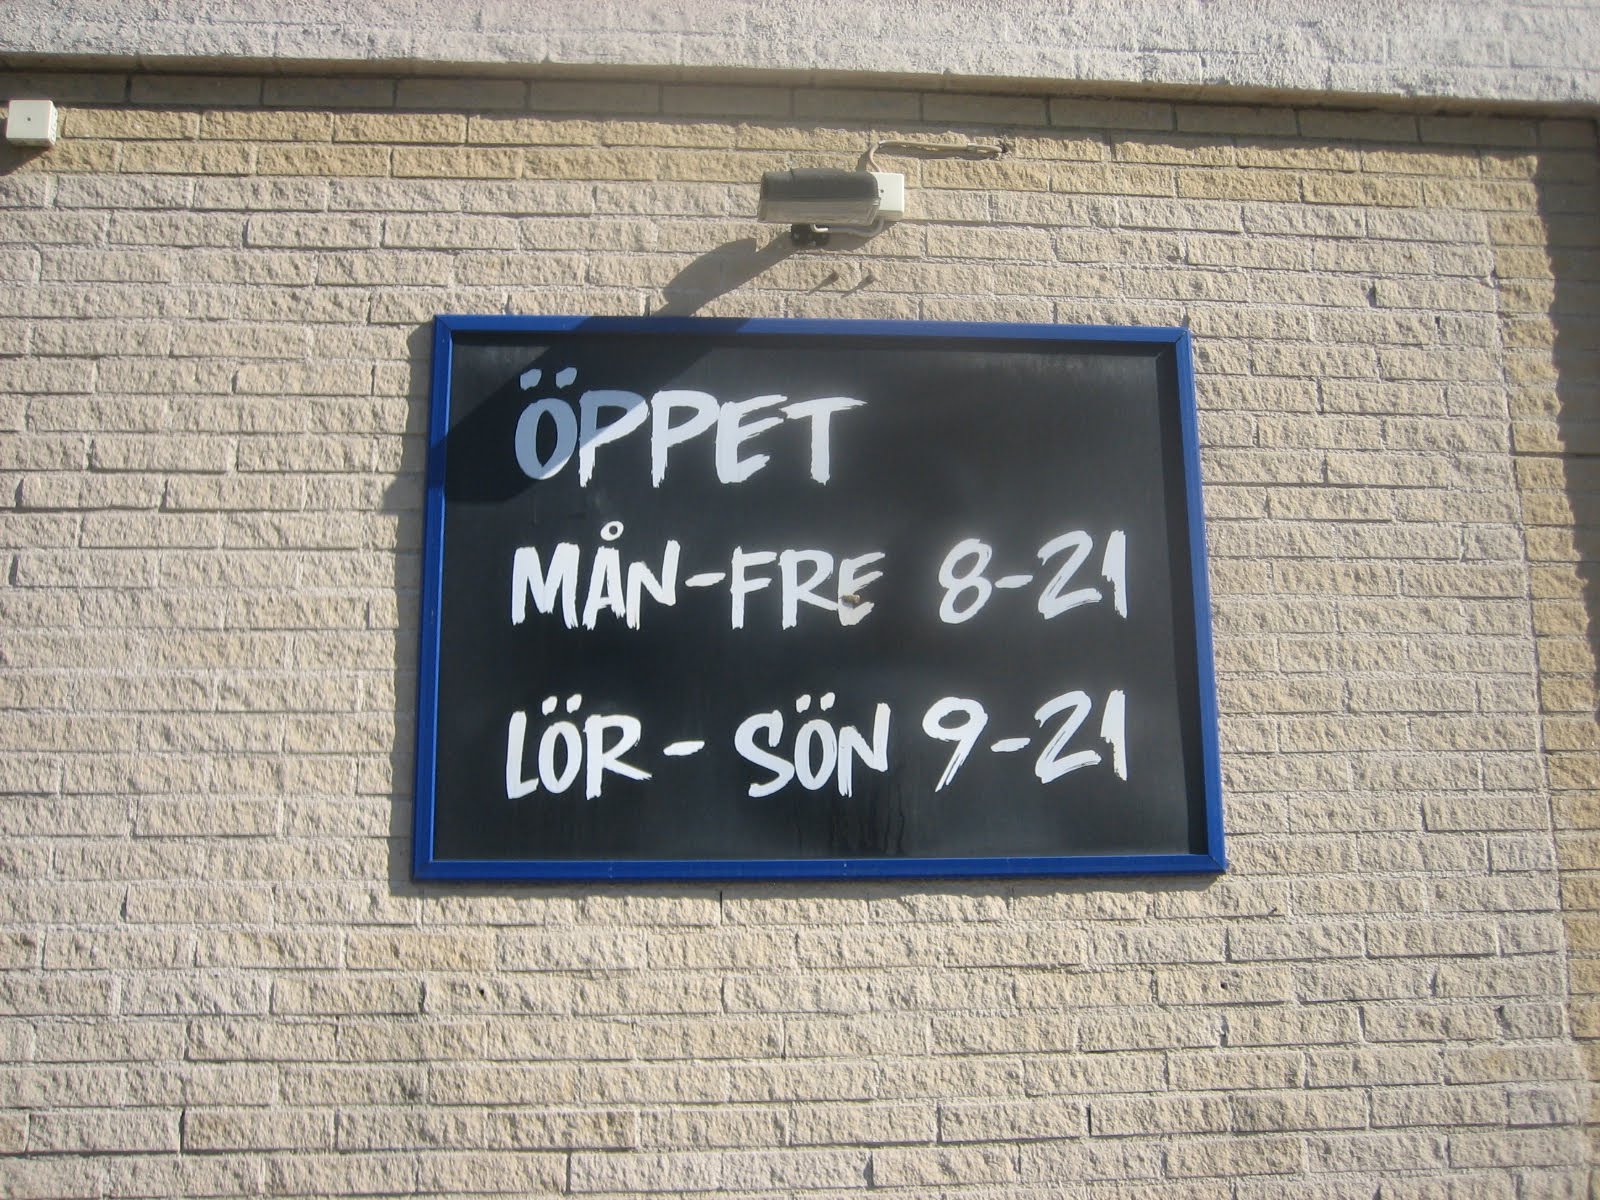 ÖPPET
MÅN-FRE 8-21
LÖR - SÖN 9-21